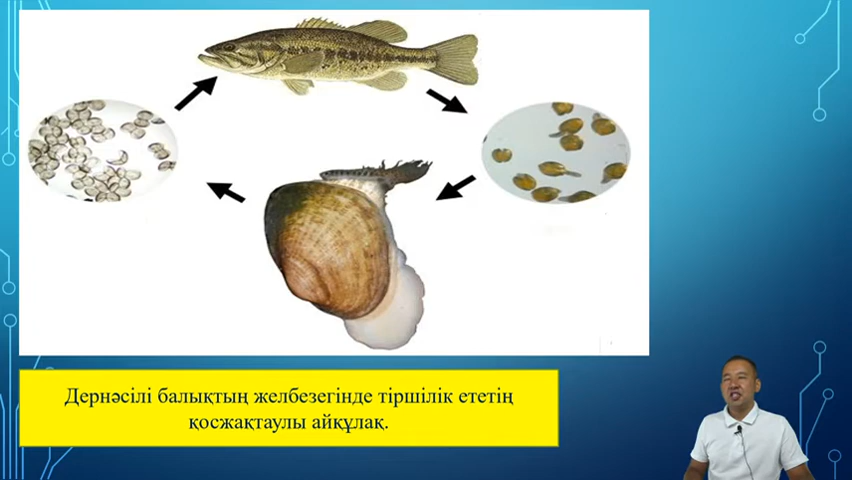 Дернәсілі балықтың желбезегінде тіршілік ететің
қосжақтаулы айқұлақ.